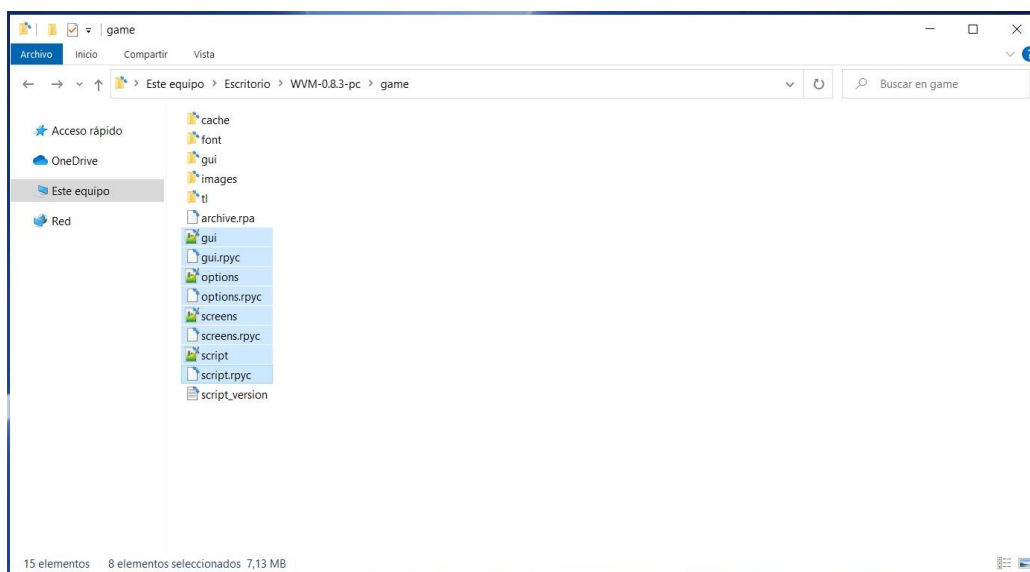 game
Archivo Inicio Compartir Vista
Este equipo > Escritorio > WVM-0.8.3-pc > game
Buscar en game
Acceso rápido
OneDrive
Este equipo
Red
cache
font
gui
images
tl
archive.rpa
gui
gui.rpyc
options
options.rpyc
screens
screens.rpyc
script
script.rpyc
script_version
15 elementos 8 elementos seleccionados 7,13 MB